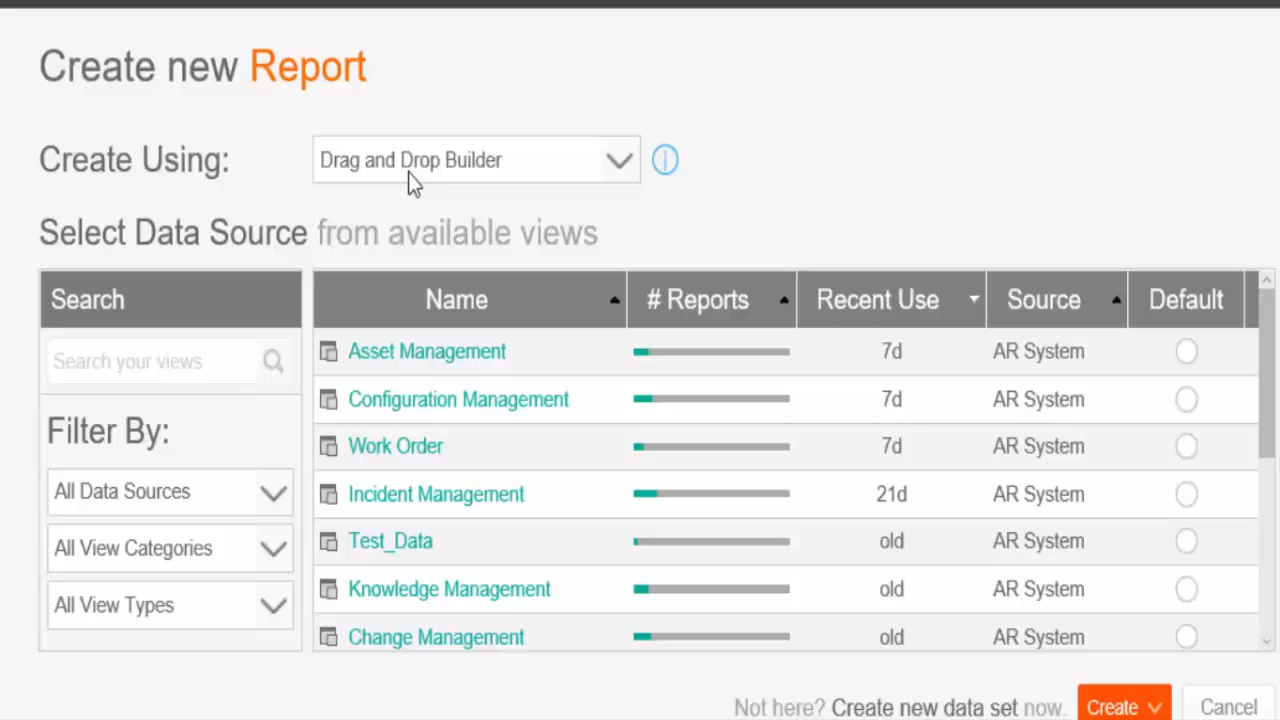 Create new Report
Create Using:
Drag and Drop Builder
Select Data Source from available views
Search
Search your views
Filter By:
All Data Sources
All View Categories
All View Types
Name # Reports Recent Use Source Default
Asset Management 7d AR System
Configuration Management 7d AR System
Work Order 7d AR System
Incident Management 21d AR System
Test_Data old AR System
Knowledge Management old AR System
Change Management old AR System
Not here? Create new data set now.
Create
Cancel